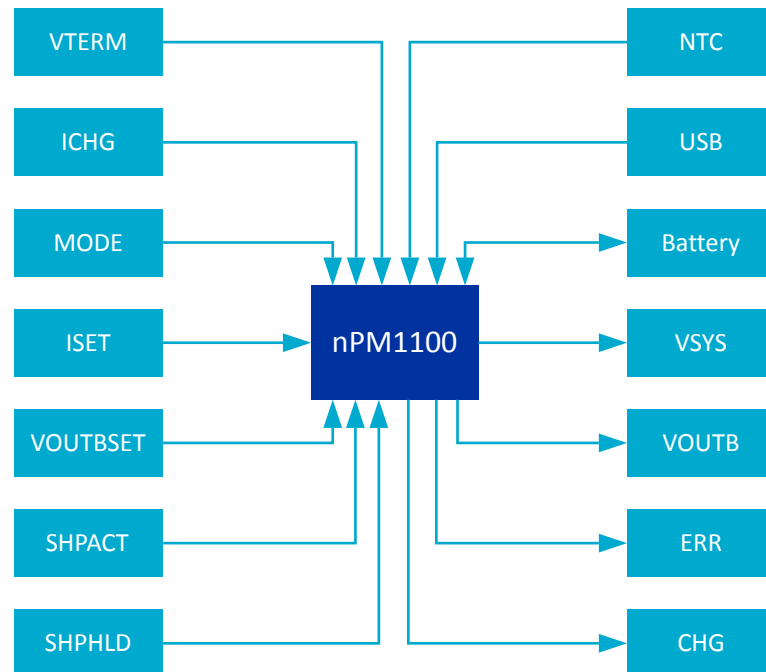 VTERM
NTC
ICHG
USB
MODE
Battery
ISET
nPM1100
VSYS
VOUTBSET
VOUTB
SHPACT
ERR
SHPHLD
CHG